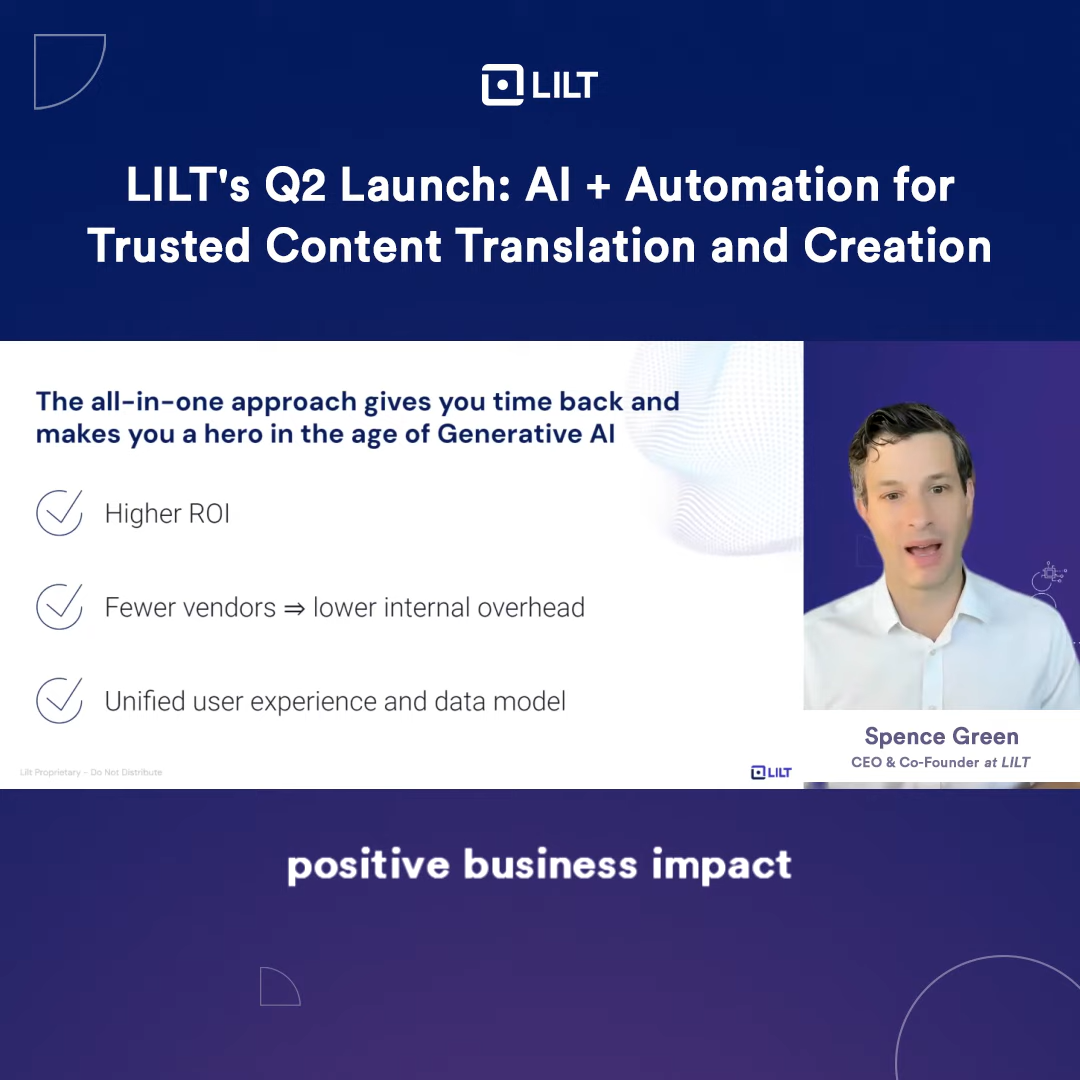 LILT
LILT's Q2 Launch: AI + Automation for
Trusted Content Translation and Creation
The all-in-one approach gives you time back and
makes you a hero in the age of Generative AI
Higher ROI
Fewer vendors ⇒ lower internal overhead
Unified user experience and data model
Lilt Proprietary - Do Not Distribute
LILT
Spence Green
CEO & Co-Founder at LILT
positive business impact